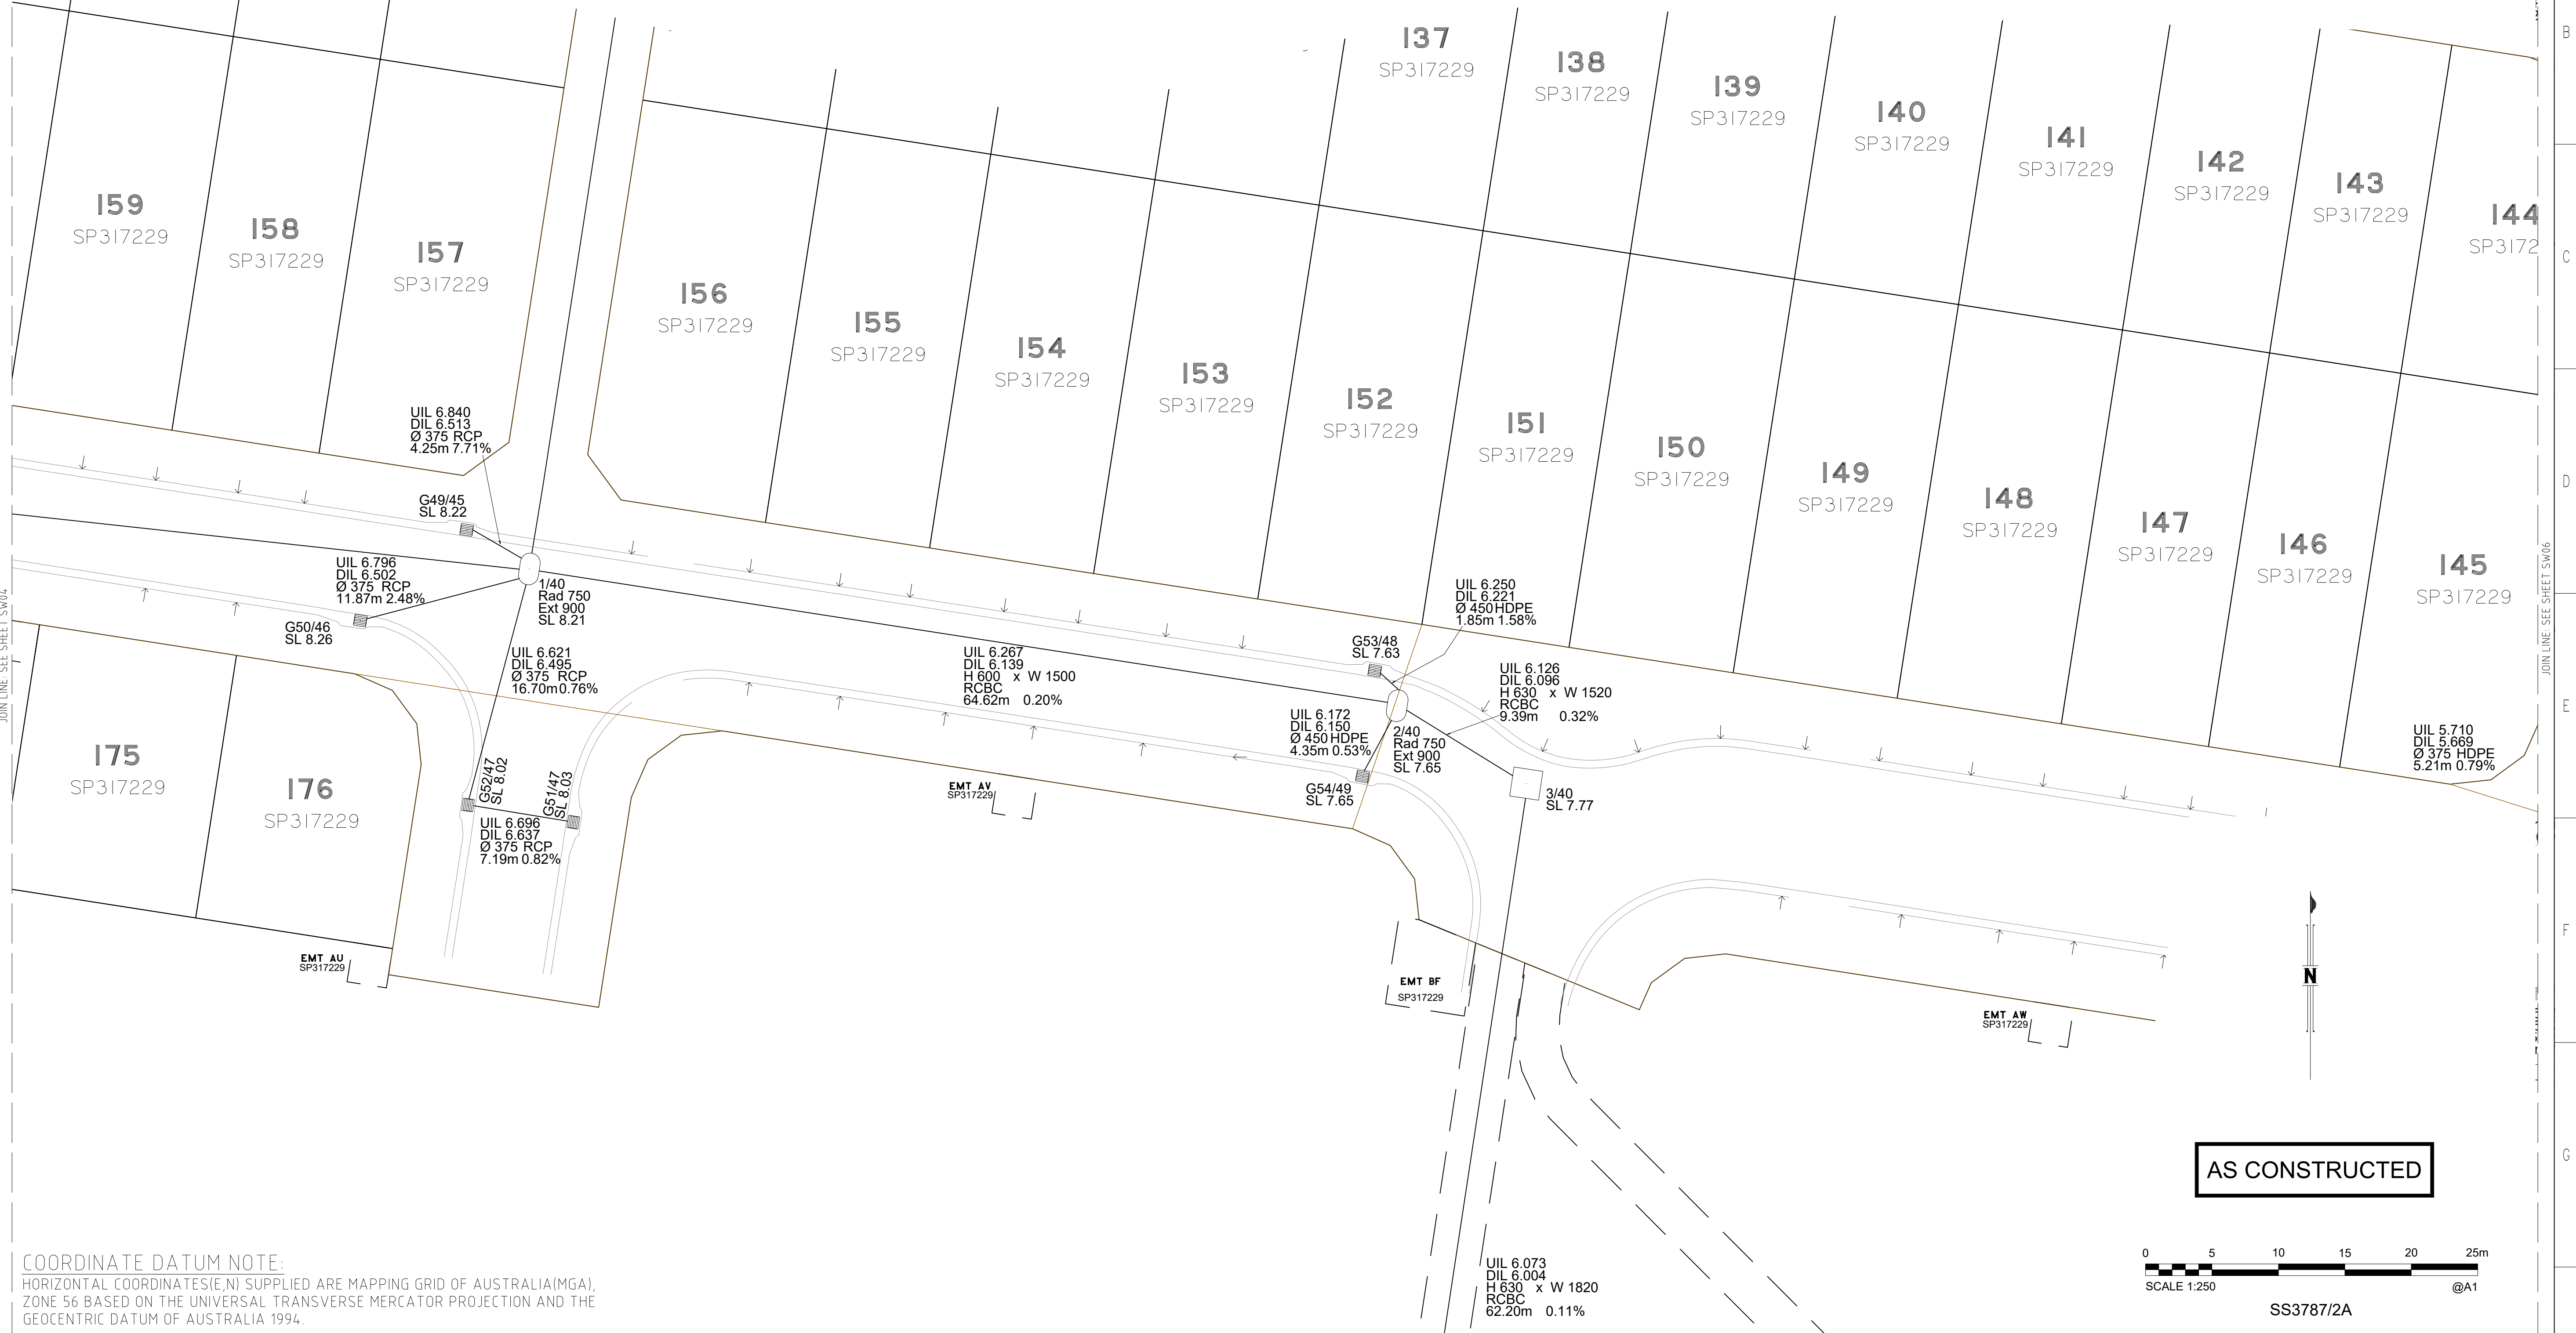 137
SP317229
138
SP317229
139
SP317229
140
SP317229
141
SP317229
142
SP317229
143
SP317229
144
SP3172
159
SP317229
158
SP317229
157
SP317229
156
SP317229
155
SP317229
154
SP317229
153
SP317229
152
SP317229
151
SP317229
150
SP317229
149
SP317229
148
SP317229
147
SP317229
146
SP317229
145
SP317229
UIL 6.840
DIL 6.513
Ø 375 RCP
4.25m 7.71%
G49/45
SL 8.22
UIL 6.796
DIL 6.502
Ø 375 RCP
11.87m 2.48%
G50/46
SL 8.26
1/40
Rad 750
Ext 900
SL 8.21
UIL 6.621
DIL 6.495
Ø 375 RCP
16.70m 0.76%
UIL 6.267
DIL 6.139
H 600 x W 1500
RCBC
64.62m 0.20%
UIL 6.250
DIL 6.221
Ø 450 HDPE
1.85m 1.58%
G53/48
SL 7.63
UIL 6.126
DIL 6.096
H 630 x W 1520
RCBC
9.39m 0.32%
UIL 6.172
DIL 6.150
Ø 450 HDPE
4.35m 0.53%
2/40
Rad 750
Ext 900
SL 7.65
G54/49
SL 7.65
3/40
SL 7.77
UIL 5.710
DIL 5.669
Ø 375 HDPE
5.21m 0.79%
175
SP317229
176
SP317229
G52/47
SL 8.02
G51/47
SL 8.03
UIL 6.696
DIL 6.637
Ø 375 RCP
7.19m 0.82%
EMT AV
SP317229
EMT AU
SP317229
EMT BF
SP317229
EMT AW
SP317229
JOIN LINE: SEE SHEET SW04
JOIN LINE: SEE SHEET SW06
B
C
D
E
F
G
N
AS CONSTRUCTED
UIL 6.073
DIL 6.004
H 630 x W 1820
RCBC
62.20m 0.11%
0 5 10 15 20 25m
SCALE 1:250 @A1
SS3787/2A
COORDINATE DATUM NOTE:
HORIZONTAL COORDINATES(E,N) SUPPLIED ARE MAPPING GRID OF AUSTRALIA(MGA),
ZONE 56 BASED ON THE UNIVERSAL TRANSVERSE MERCATOR PROJECTION AND THE
GEOCENTRIC DATUM OF AUSTRALIA 1994.